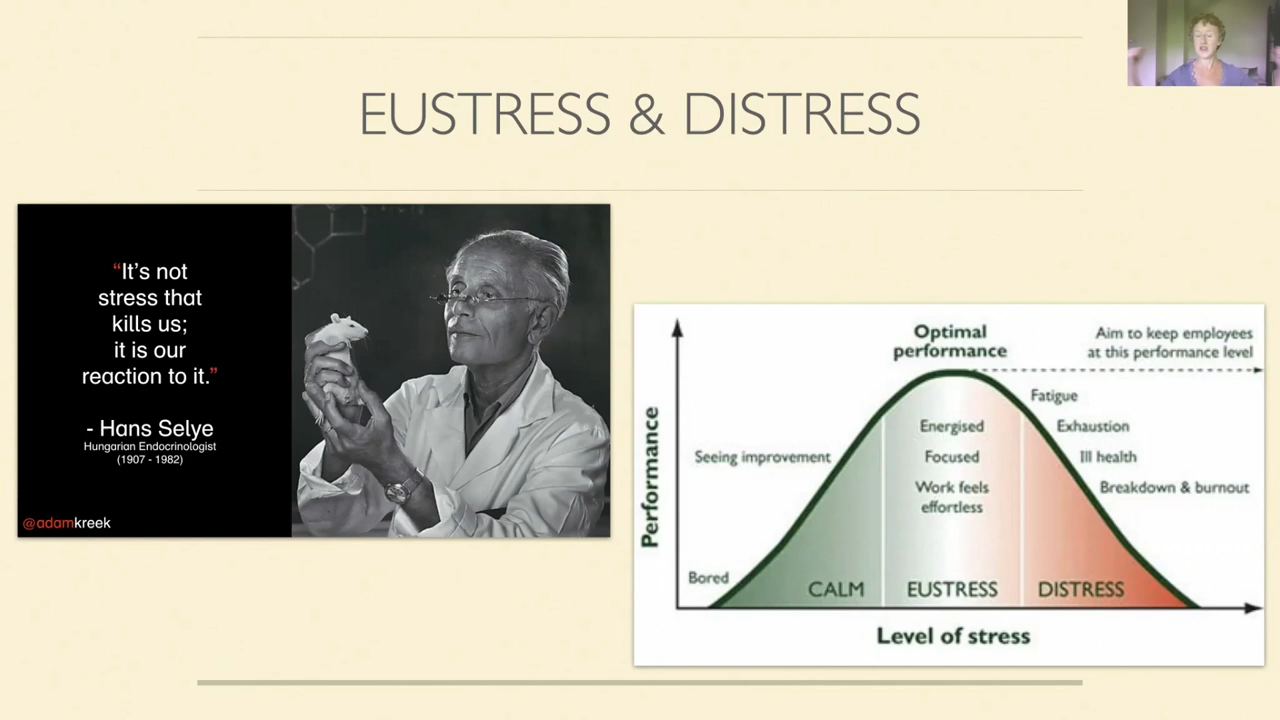 EUSTRESS & DISTRESS
“It’s not
stress that
kills us;
it is our
reaction to it.”
- Hans Selye
Hungarian Endocrinologist
(1907 - 1982)
@adamkreek
Optimal
performance
Aim to keep employees
at this performance level
Fatigue
Energised
Exhaustion
Seeing improvement
Focused
Ill health
Work feels
effortless
Breakdown & burnout
Performance
Bored
CALM
EUSTRESS
DISTRESS
Level of stress